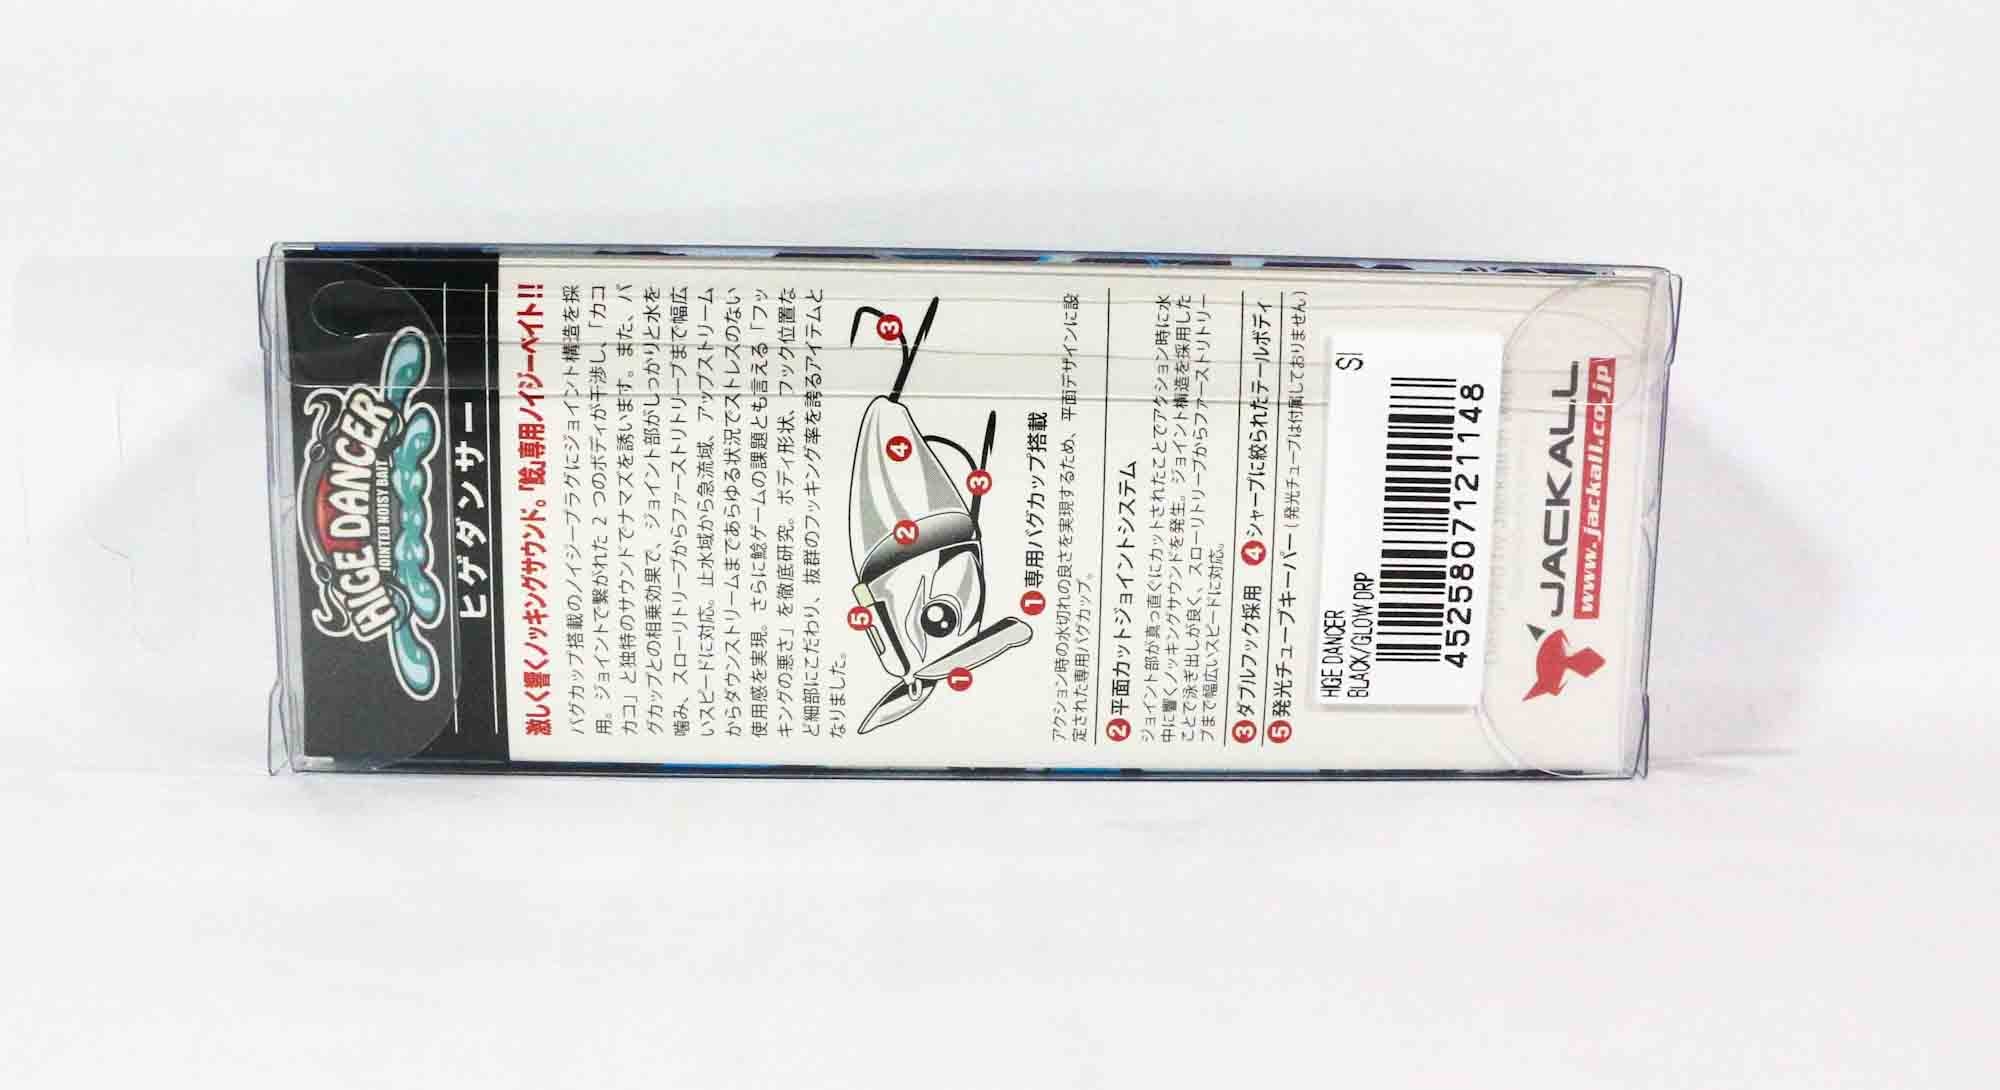 HIGE DANCER
JOINTED NOISY BAIT
ヒゲダンサー
激しく響くノッキングサウンド。「鯰」専用ノイジーベイト!!
バグカップ搭載のノイジープラグにジョイント構造を採
用。ジョイントで繋がれた 2 つのボディが干渉し、「カコ
カコ」と独特のサウンドでナマズを誘います。また、バ
グカップとの相乗効果で、ジョイント部がしっかりと水を
噛み、スローリトリーブからファーストリトリーブまで幅広
いスピードに対応。止水域から急流域、アップストリーム
からダウンストリームまであらゆる状況でストレスのない
使用感を実現。さらに鯰ゲームの課題とも言える「フッ
キングの悪さ」を徹底研究。ボディ形状、フック位置な
ど細部にこだわり、抜群のフッキング率を誇るアイテムと
なりました。
5
1
2
4
3
3
1 専用バグカップ搭載
アクション時の水切れの良さを実現するため、平面デザインに設
定された専用バグカップ。
2 平面カットジョイントシステム
ジョイント部が真っ直ぐにカットされたことでアクション時に水
中に響くノッキングサウンドを発生。ジョイント構造を採用した
ことで泳ぎ出しが良く、スローリトリーブからファーストリトリー
ブまで幅広いスピードに対応。
3 ダブルフック採用 4 シャープに絞られたテールボディ
5 発光チューブキーパー（発光チューブは付属しておりません）
SI
HIGE DANCER
BLACK/GLOW DRP
4525807121148
JACKALL
www.jackall.co.jp